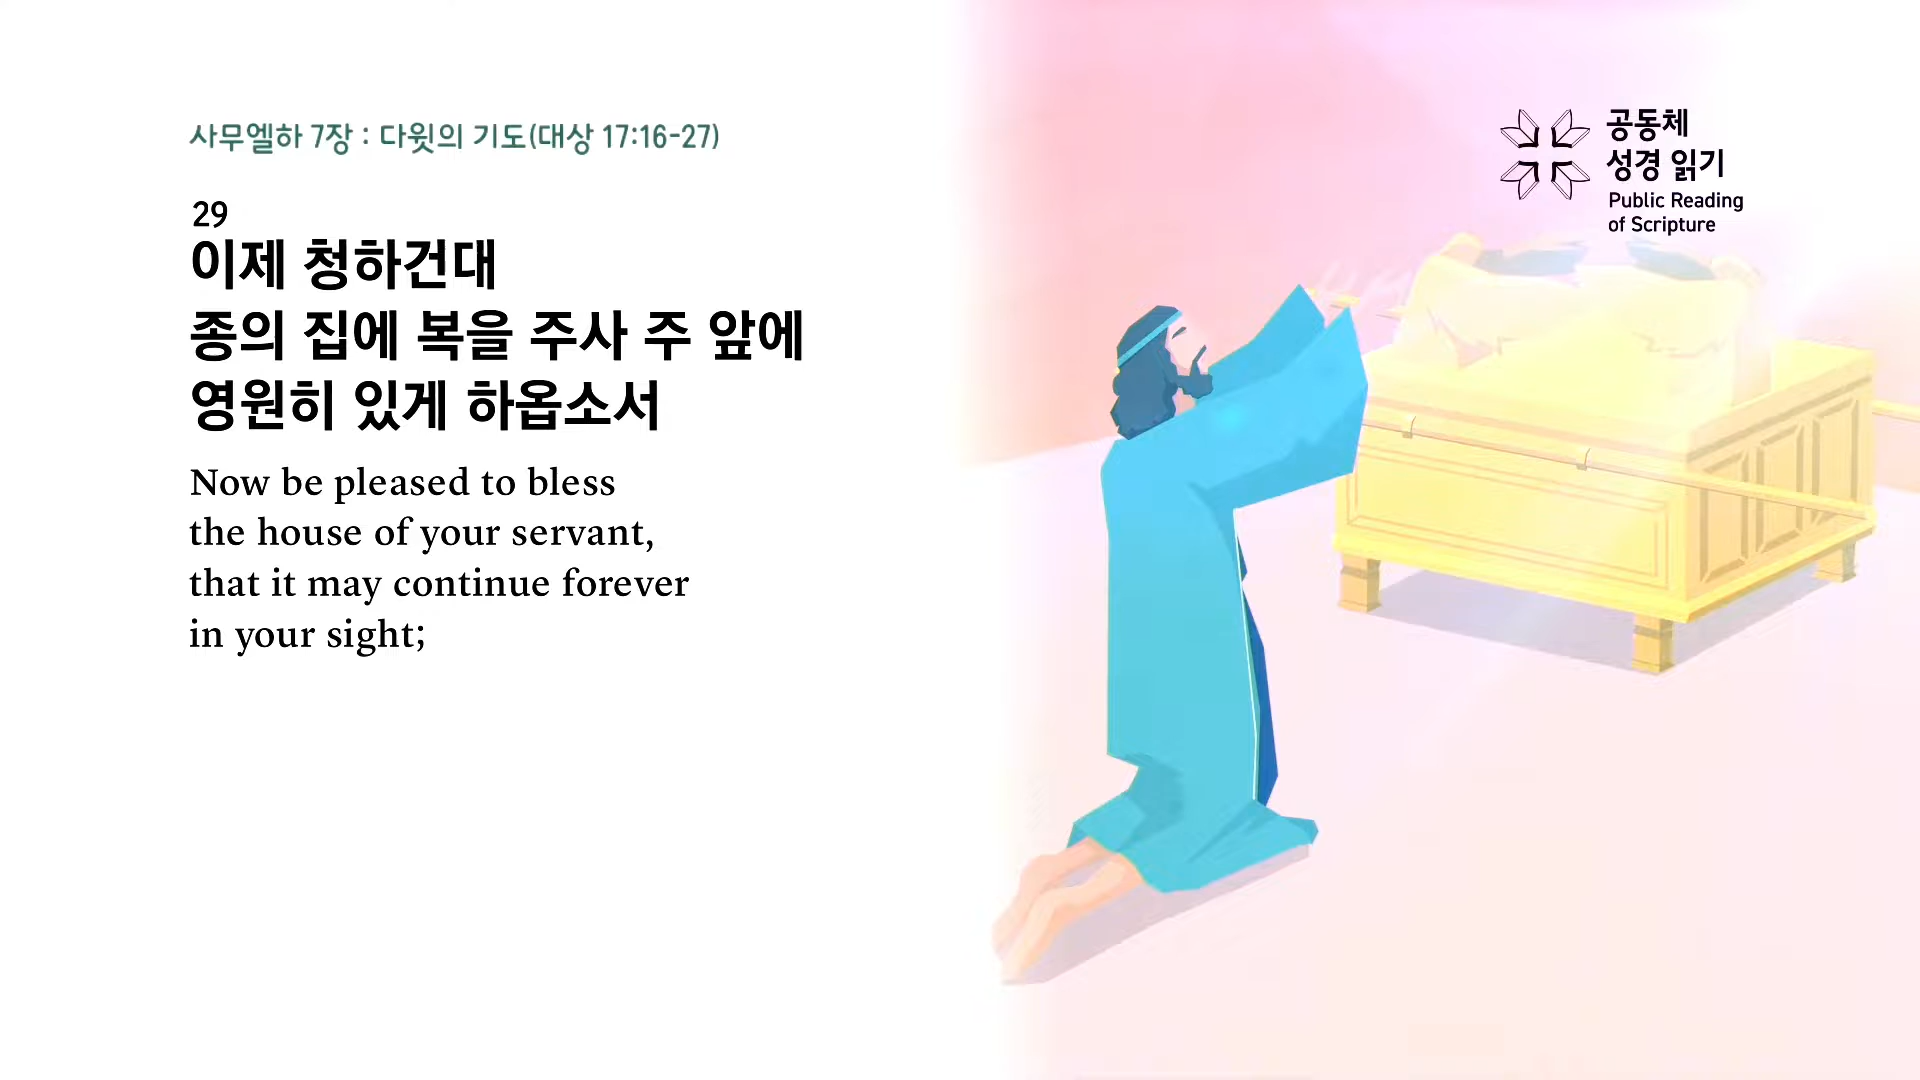 사무엘하 7장 : 다윗의 기도(대상 17:16-27)
29
이제 청하건대
종의 집에 복을 주사 주 앞에
영원히 있게 하옵소서
Now be pleased to bless
the house of your servant,
that it may continue forever
in your sight;
공동체
성경 읽기
Public Reading
of Scripture